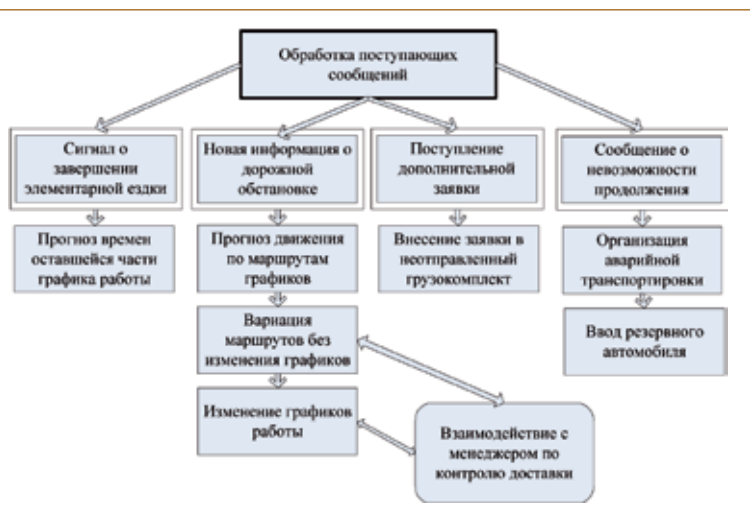 Обработка поступающих
сообщений
Сигнал о
завершении
элементарной ездки
Новая информация о
дорожной
обстановке
Поступление
дополнительной
заявки
Сообщение о
невозможности
продолжения
Прогноз времен
оставшейся части
графика работы
Прогноз движения
по маршрутам
графиков
Внесение заявки в
неотправленный
грузокомплект
Организация
аварийной
транспортировки
Вариация
маршрутов без
изменения графиков
Ввод резервного
автомобиля
Изменение графиков
работы
Взаимодействие с
менеджером по
контролю доставки